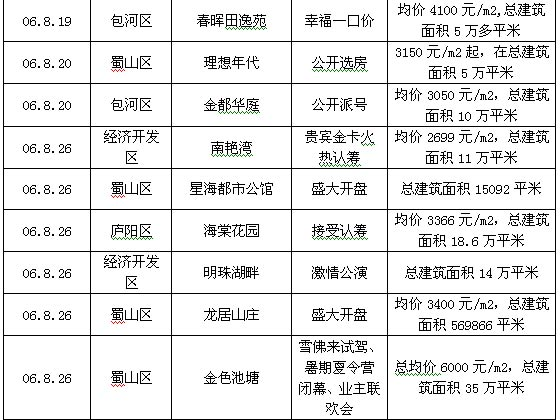 06.8.19 包河区 春晖田逸苑 幸福一口价 均价 4100 元/m2,总建筑
面积 5 万多平米
06.8.20 蜀山区 理想年代 公开选房 3150 元/m2 起，在总建
筑面积 5 万平米
06.8.20 包河区 金都华庭 公开派号 均价 3050 元/m2，总建筑
面积 10 万平米
06.8.26 经济开发
区 南艳湾 贵宾金卡火
热认筹 均价 2699 元/m2，总建筑
面积 11 万平米
06.8.26 蜀山区 星海都市公馆 盛大开盘 总建筑面积 15092 平米
06.8.26 庐阳区 海棠花园 接受认筹 均价 3366 元/m2，总建筑
面积 18.6 万平米
06.8.26 经济开发
区 明珠湖畔 激情公演 总建筑面积 14 万平米
06.8.26 蜀山区 龙居山庄 盛大开盘 均价 3400 元/m2，总建筑
面积 569866 平米
06.8.26 蜀山区 金色池塘 雪佛来试驾、
暑期夏令营
闭幕、业主联
欢会 总均价 6000 元/m2，总建
筑面积 35 万平米